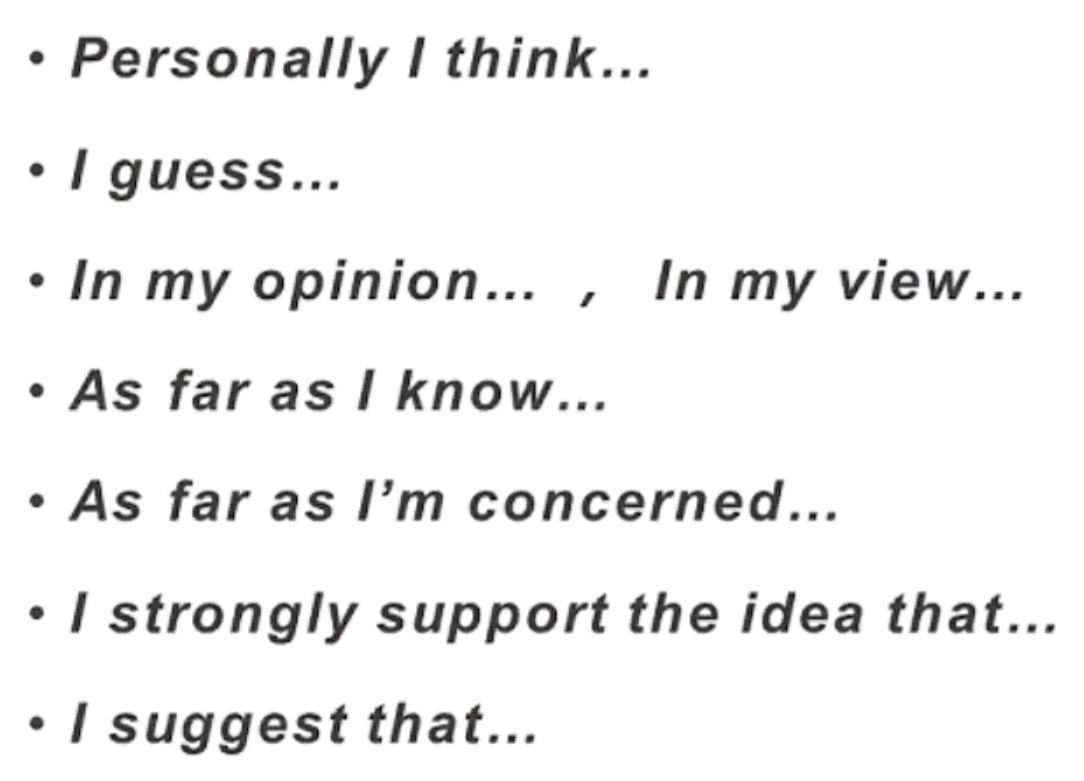 • Personally I think...
• I guess...
• In my opinion... , In my view...
• As far as I know...
• As far as I’m concerned...
• I strongly support the idea that...
• I suggest that...